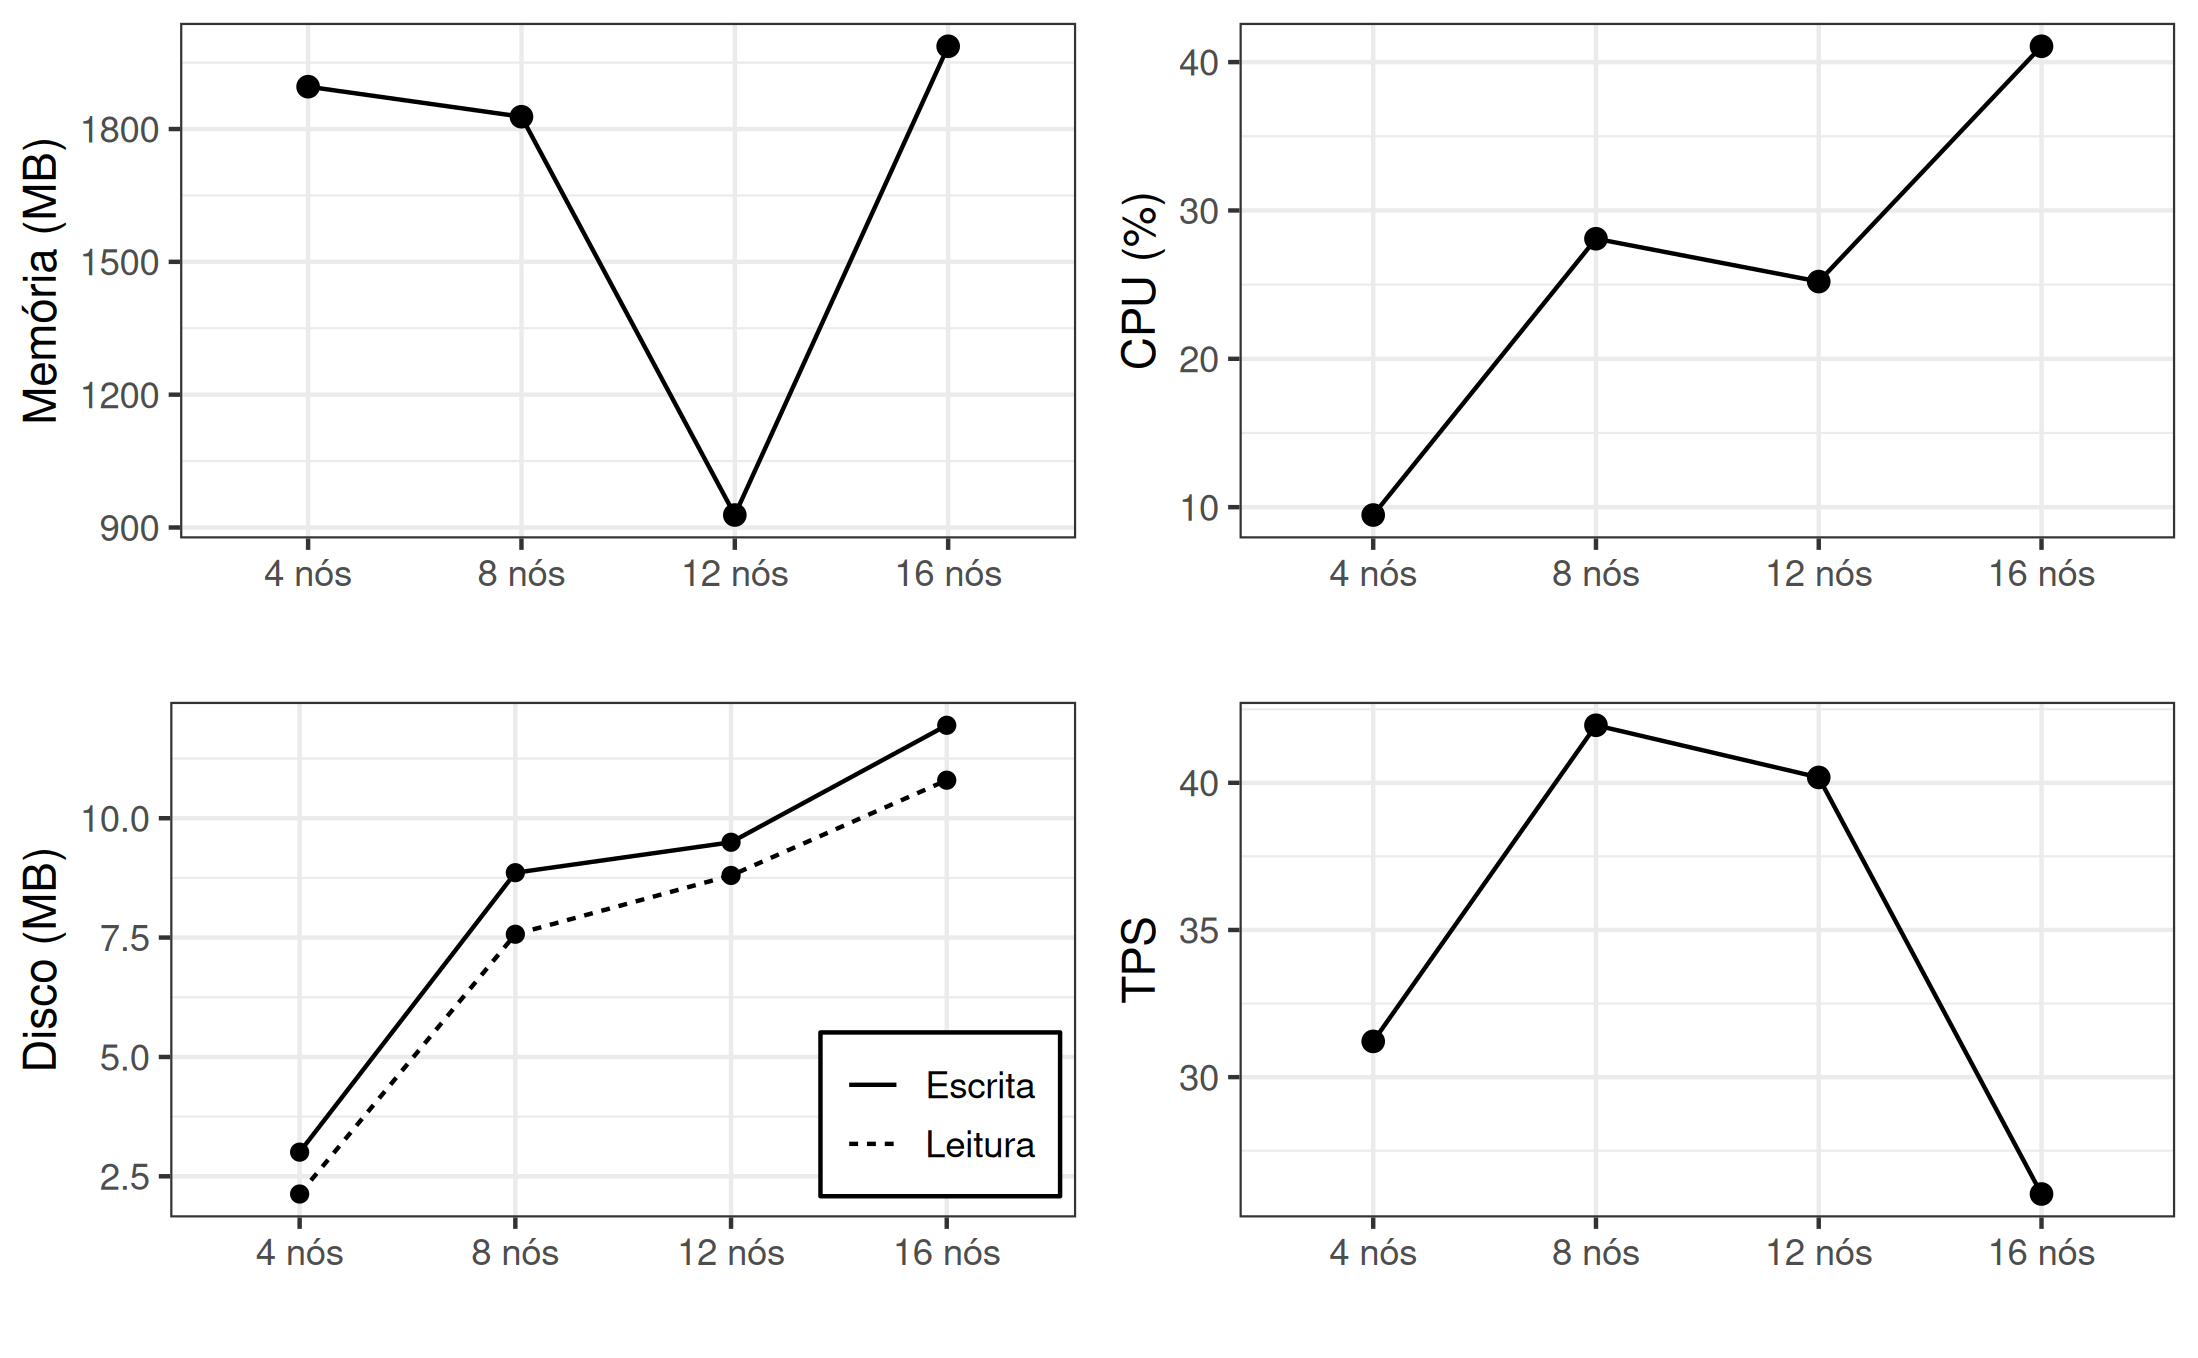 Memória (MB)
1800
1500
1200
900
4 nós 8 nós 12 nós 16 nós
CPU (%)
40
30
20
10
4 nós 8 nós 12 nós 16 nós
Disco (MB)
10.0
7.5
5.0
2.5
Escrita
Leitura
4 nós 8 nós 12 nós 16 nós
TPS
40
35
30
4 nós 8 nós 12 nós 16 nós